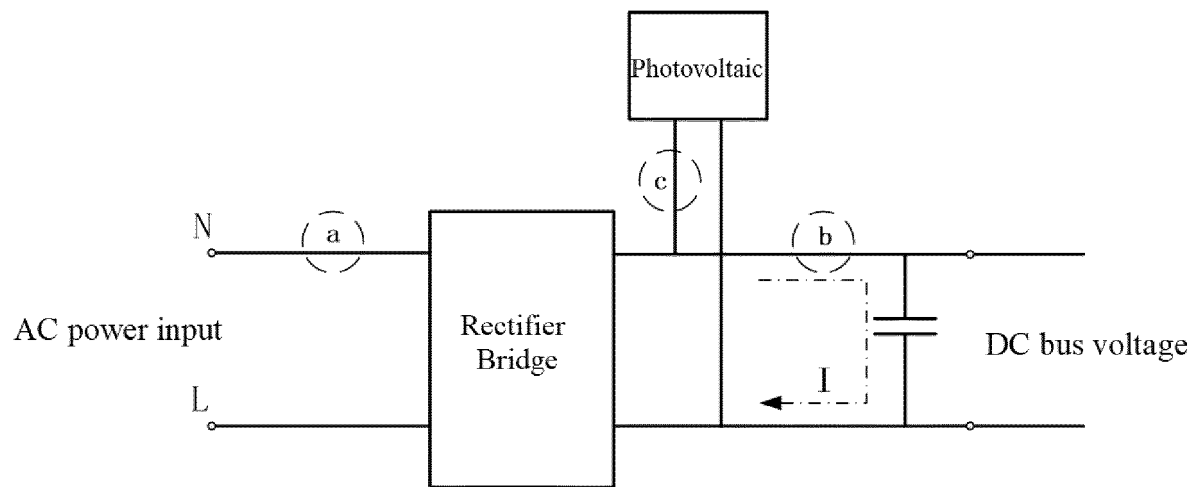 Photovoltaic
c
N
a
b
Rectifier
Bridge
AC power input
DC bus voltage
I
L